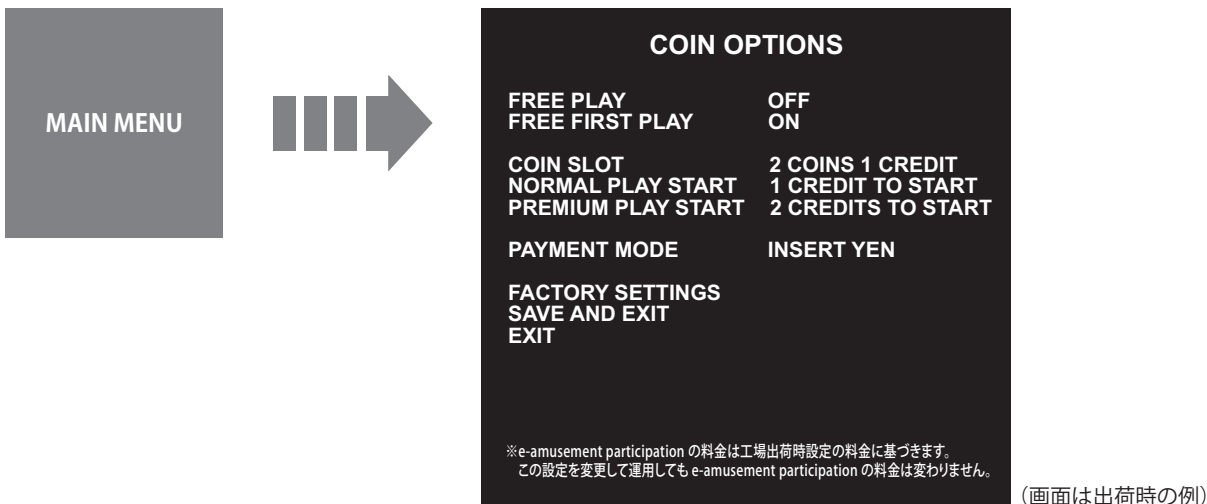 MAIN MENU
COIN OPTIONS
FREE PLAY OFF
FREE FIRST PLAY ON
COIN SLOT 2 COINS 1 CREDIT
NORMAL PLAY START 1 CREDIT TO START
PREMIUM PLAY START 2 CREDITS TO START
PAYMENT MODE INSERT YEN
FACTORY SETTINGS
SAVE AND EXIT
EXIT
※e-amusement participation の料金は工場出荷時設定の料金に基づきます。
この設定を変更して運用しても e-amusement participation の料金は変わりません。
（画面は出荷時の例）